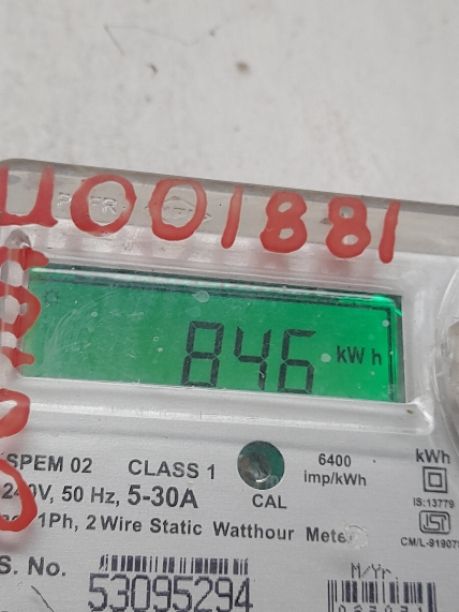 U001881
846 kWh
SPEM 02 CLASS 1 6400 imp/kWh kWh
240V, 50 Hz, 5-30A CAL IS:13779
1Ph, 2 Wire Static Watthour Meter
S. No. 53095294 M/Yr.